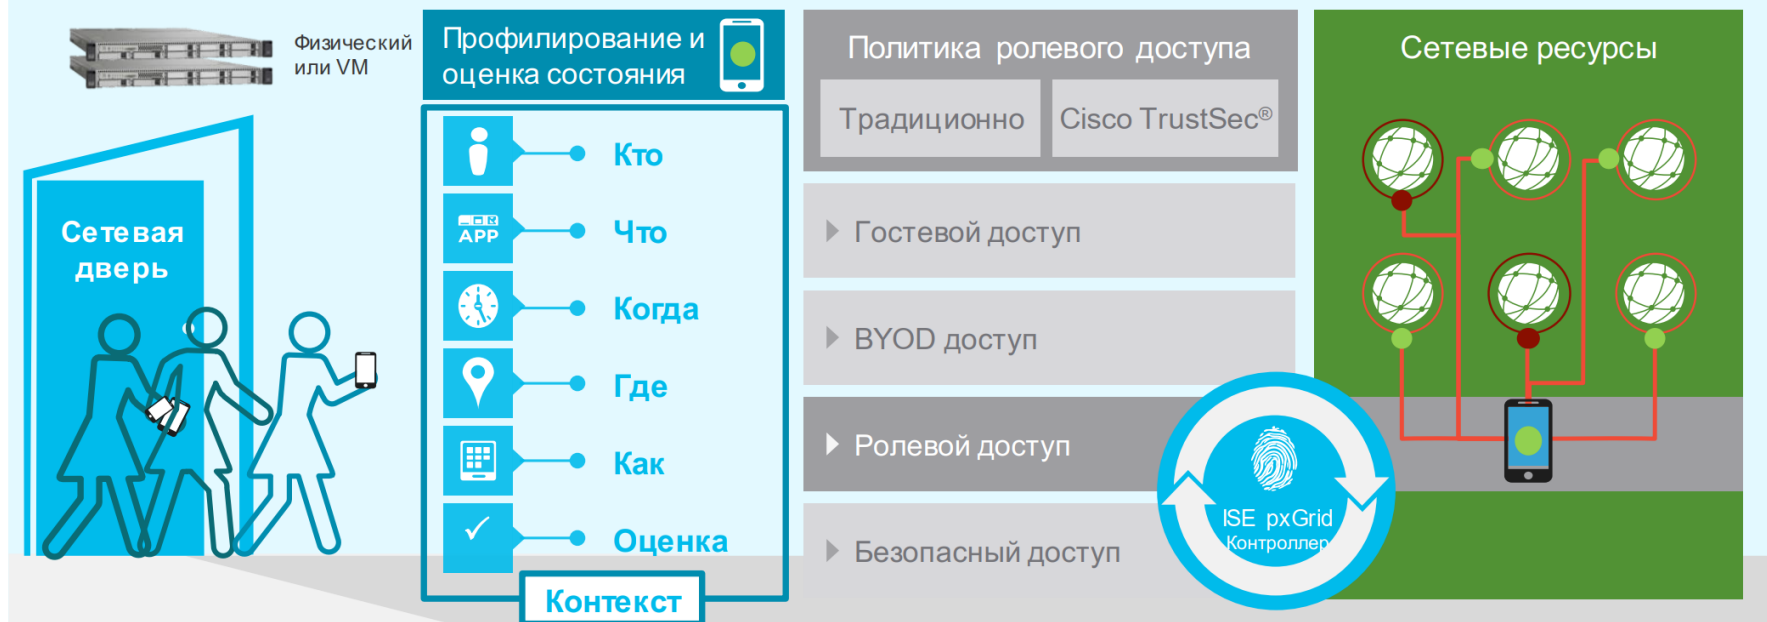 Физический
или VM
Сетевая
дверь
Профилирование и
оценка состояния
Кто
APP
Что
Когда
Где
Как
Оценка
Контекст
Политика ролевого доступа
Традиционно
Cisco TrustSec®
Гостевой доступ
BYOD доступ
Ролевой доступ
Безопасный доступ
ISE pxGrid
Контроллер
Сетевые ресурсы